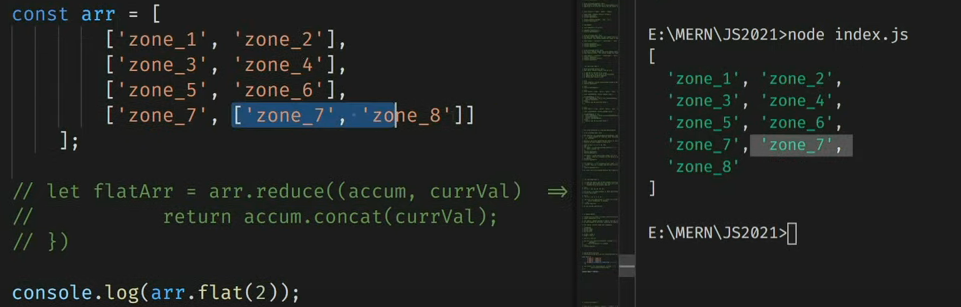 const arr = [
['zone_1', 'zone_2'],
['zone_3', 'zone_4'],
['zone_5', 'zone_6'],
['zone_7', ['zone_7', 'zone_8']]
];
// let flatArr = arr.reduce((accum, currVal) =>
// return accum.concat(currVal);
// })
console.log(arr.flat(2));
E:\MERN\JS2021>node index.js
[
'zone_1', 'zone_2',
'zone_3', 'zone_4',
'zone_5', 'zone_6',
'zone_7', 'zone_7',
'zone_8'
]
E:\MERN\JS2021>